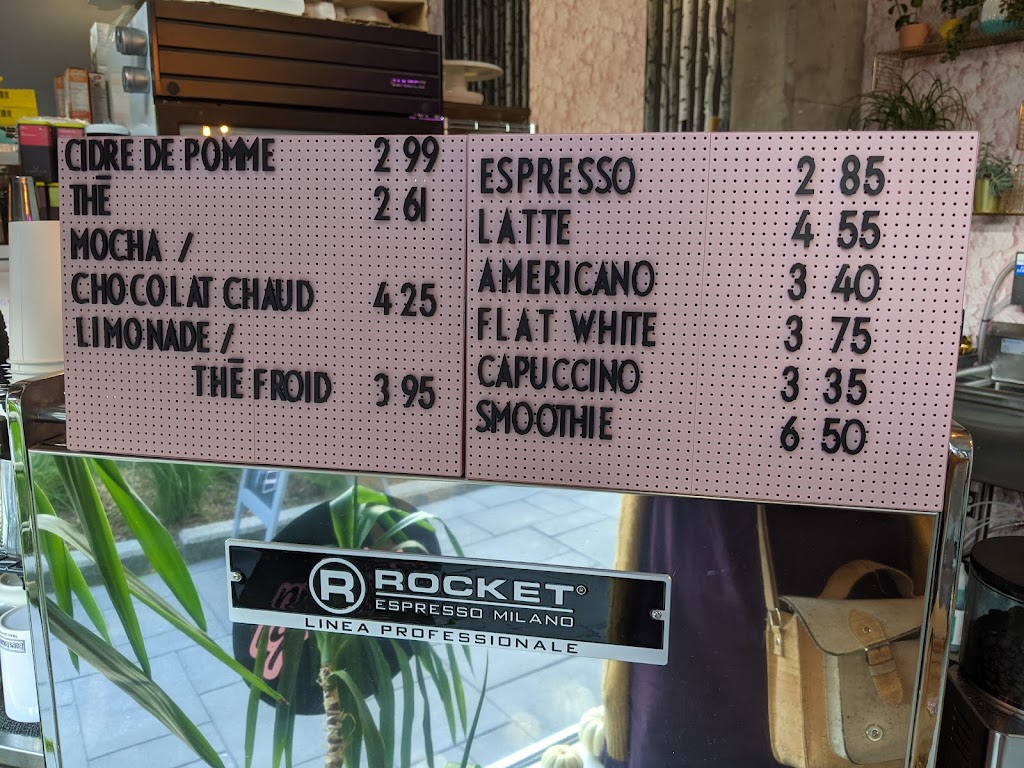 CIDRE DE POMME 2 99
THĒ 2 61
MOCHA /
CHOCOLAT CHAUD 4 25
LIMONADE /
THĒ FROID 3 95
ESPRESSO 2 85
LATTE 4 55
AMERICANO 3 40
FLAT WHITE 3 75
CAPUCCINO 3 35
SMOOTHIE 6 50
R ROCKET®
ESPRESSO MILANO
LINEA PROFESSIONALE